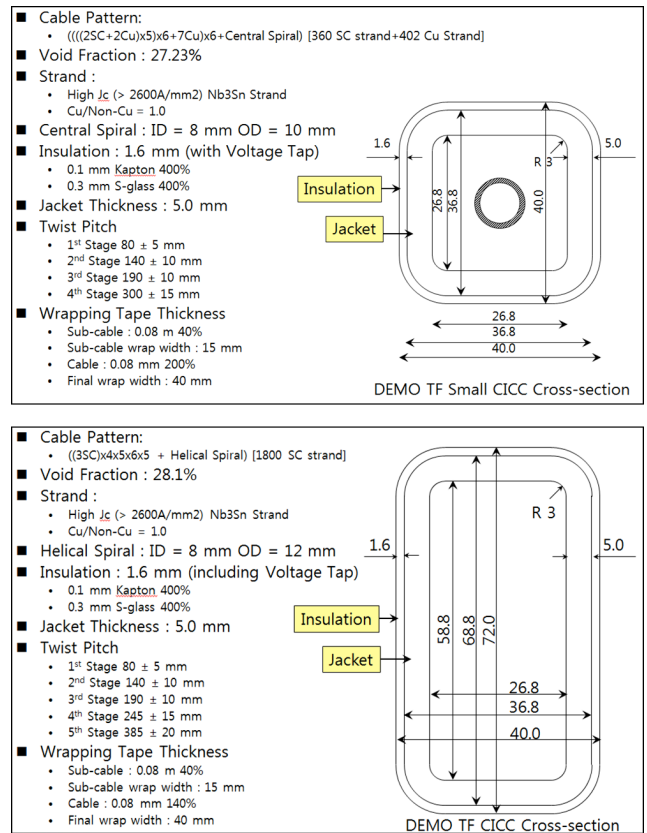 ■ Cable Pattern:
• ((((2SC+2Cu)x5)x6+7Cu)x6+Central Spiral) [360 SC strand+402 Cu Strand]
■ Void Fraction : 27.23%
■ Strand :
• High Jc (> 2600A/mm2) Nb3Sn Strand
• Cu/Non-Cu = 1.0
■ Central Spiral : ID = 8 mm OD = 10 mm
■ Insulation : 1.6 mm (with Voltage Tap)
• 0.1 mm Kapton 400%
• 0.3 mm S-glass 400%
■ Jacket Thickness : 5.0 mm
■ Twist Pitch
• 1st Stage 80 ± 5 mm
• 2nd Stage 140 ± 10 mm
• 3rd Stage 190 ± 10 mm
• 4th Stage 300 ± 15 mm
■ Wrapping Tape Thickness
• Sub-cable : 0.08 m 40%
• Sub-cable wrap width : 15 mm
• Cable : 0.08 mm 200%
• Final wrap width : 40 mm
1.6
5.0
R 3
Insulation
Jacket
26.8
36.8
40.0
26.8
36.8
40.0
DEMO TF Small CICC Cross-section
■ Cable Pattern:
• ((3SC)x4x5x6x5 + Helical Spiral) [1800 SC strand]
■ Void Fraction : 28.1%
■ Strand :
• High Jc (> 2600A/mm2) Nb3Sn Strand
• Cu/Non-Cu = 1.0
■ Helical Spiral : ID = 8 mm OD = 12 mm
■ Insulation : 1.6 mm (including Voltage Tap)
• 0.1 mm Kapton 400%
• 0.3 mm S-glass 400%
■ Jacket Thickness : 5.0 mm
■ Twist Pitch
• 1st Stage 80 ± 5 mm
• 2nd Stage 140 ± 10 mm
• 3rd Stage 190 ± 10 mm
• 4th Stage 245 ± 15 mm
• 5th Stage 385 ± 20 mm
■ Wrapping Tape Thickness
• Sub-cable : 0.08 m 40%
• Sub-cable wrap width : 15 mm
• Cable : 0.08 mm 140%
• Final wrap width : 40 mm
R 3
1.6
5.0
Insulation
Jacket
58.8
68.8
72.0
26.8
36.8
40.0
DEMO TF CICC Cross-section